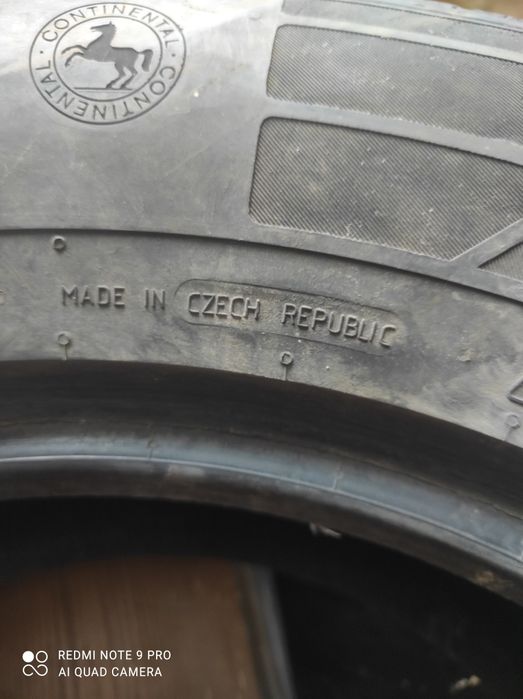 CONTINENTAL CONTINENTAL
MADE IN CZECH REPUBLIC
REDMI NOTE 9 PRO
AI QUAD CAMERA